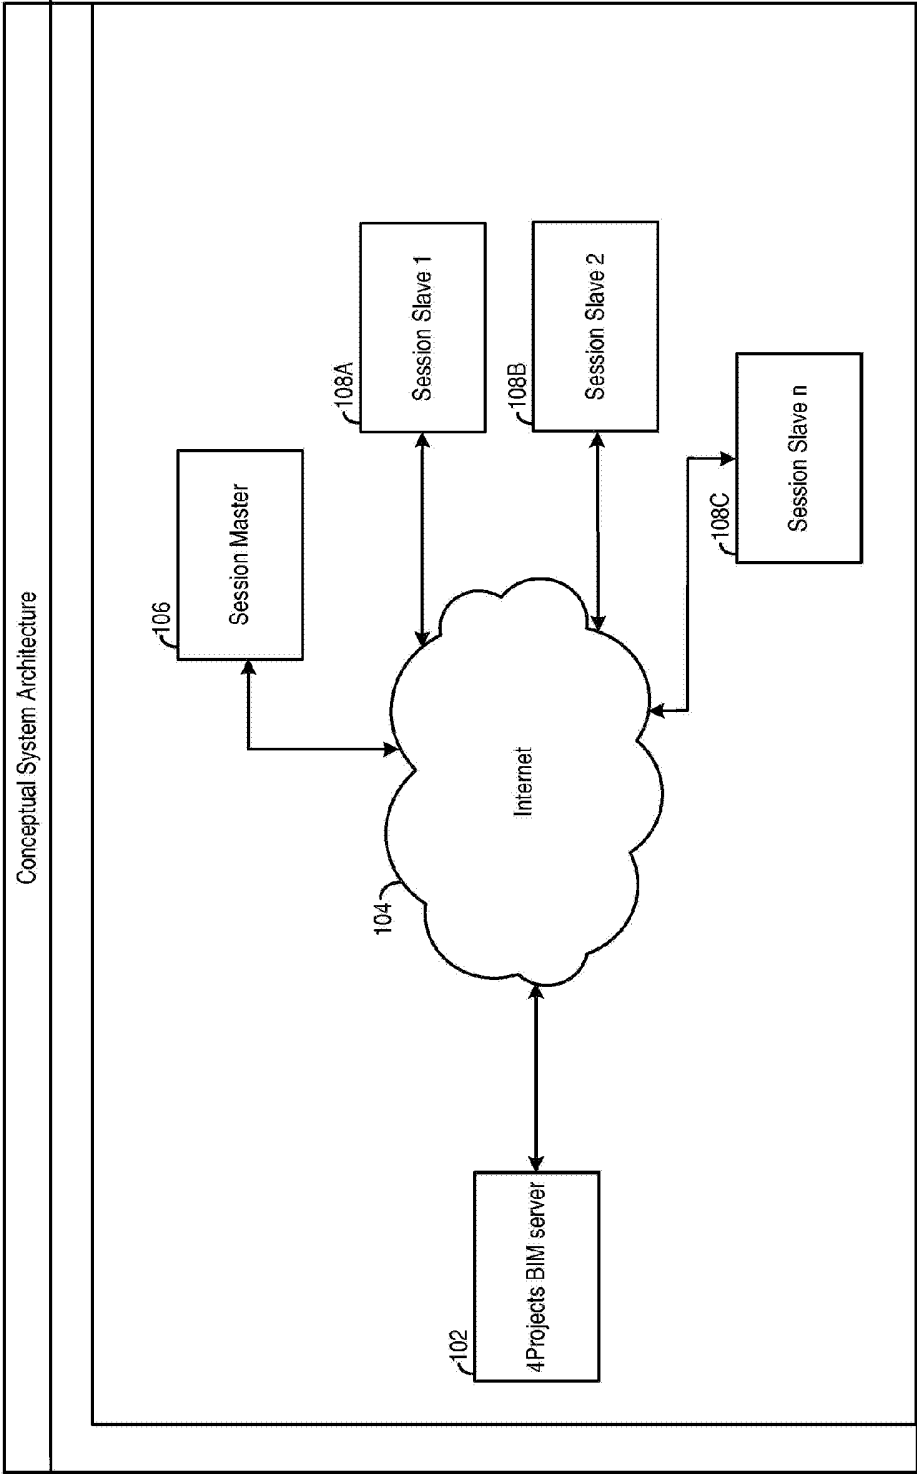 Conceptual System Architecture
106
Session Master
108A
Session Slave 1
104
Internet
102
4Projects BIM server
108B
Session Slave 2
108C
Session Slave n